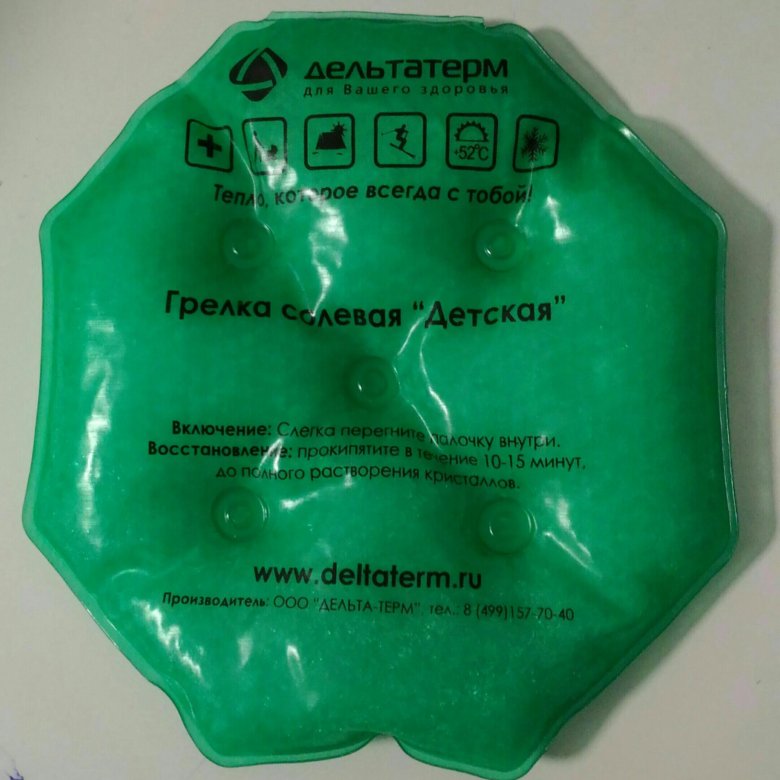 дельтатерм
для Вашего здоровья
+52°C
Тепло, которое всегда с тобой!
Грелка солевая "Детская"
Включение: Слегка перегните палочку внутри.
Восстановление: прокипятите в течение 10-15 минут,
до полного растворения кристаллов.
www.deltaterm.ru
Производитель: ООО "ДЕЛЬТА-ТЕРМ", тел.: 8 (499)157-70-40